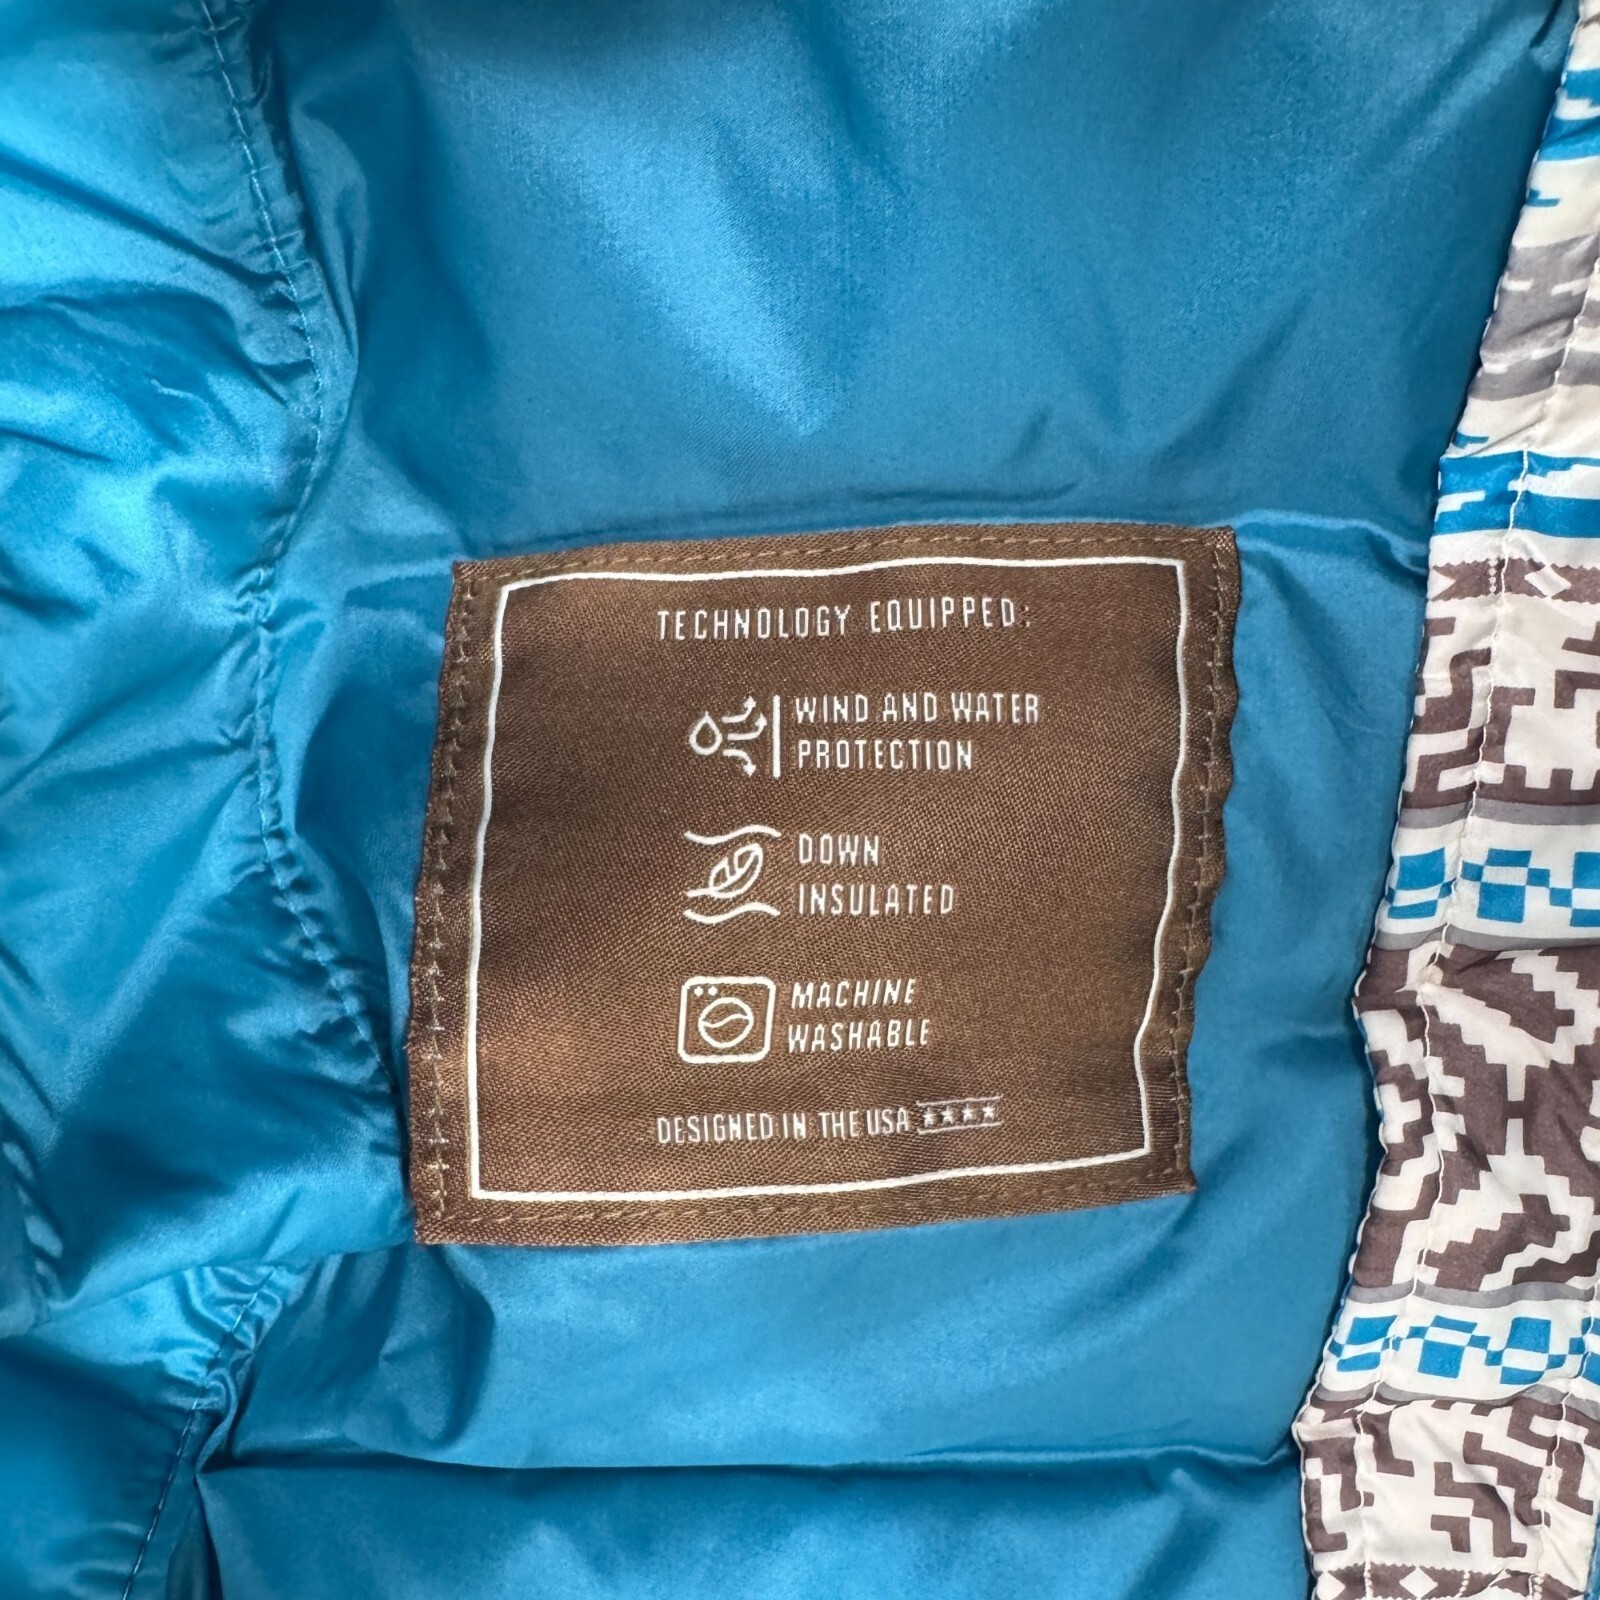 TECHNOLOGY EQUIPPED:
WIND AND WATER
PROTECTION
DOWN
INSULATED
MACHINE
WASHABLE
DESIGNED IN THE USA